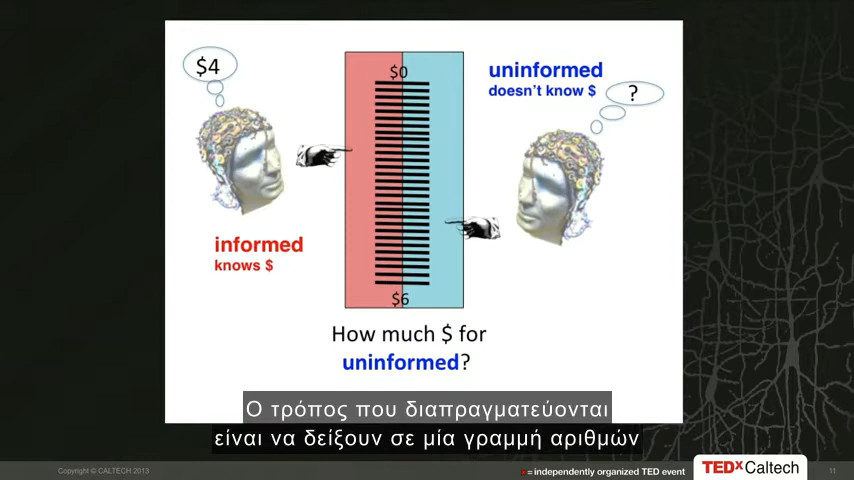 $4
$0
uninformed
doesn't know $
?
informed
knows $
$6
How much $ for
uninformed?
Ο τρόπος που διαπραγματεύονται
είναι να δείξουν σε μία γραμμή αριθμών
Copyright © CALTECH 2013
x = independently organized TED event
TEDxCaltech
11